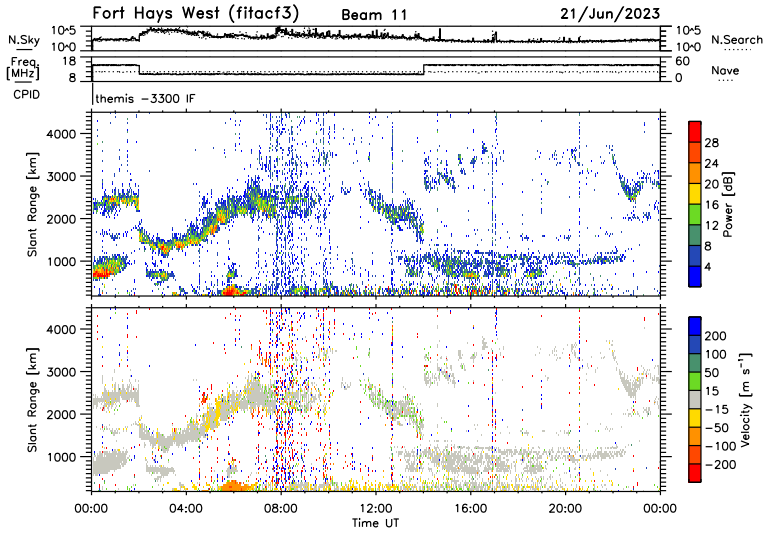 Fort Hays West (fitacf3) Beam 11 21/Jun/2023
N.Sky 10^-5 10^0 10^-5 10^0 N.Search
Freq. [MHz] 18 8 60 0 Nave
CPID themis -3300 IF
Slant Range [km] 4000 3000 2000 1000
Power [dB] 28 24 20 16 12 8 4
Slant Range [km] 4000 3000 2000 1000
Velocity [m s^-1] 200 100 50 15 -15 -50 -100 -200
00:00 04:00 08:00 12:00 16:00 20:00 00:00
Time UT